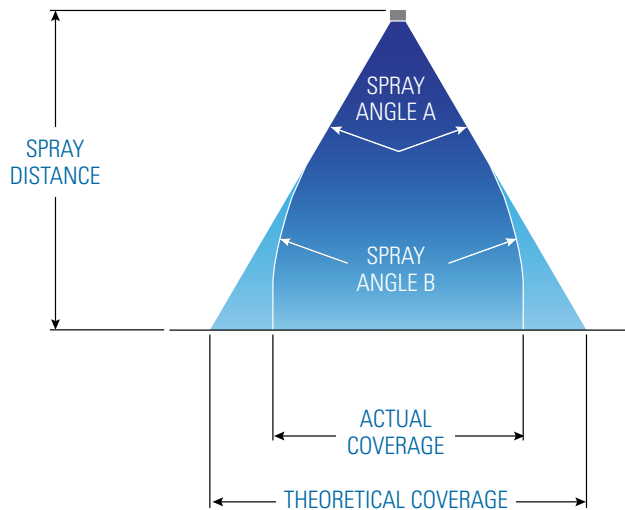 SPRAY
ANGLE A
SPRAY
DISTANCE
SPRAY
ANGLE B
ACTUAL
COVERAGE
THEORETICAL COVERAGE